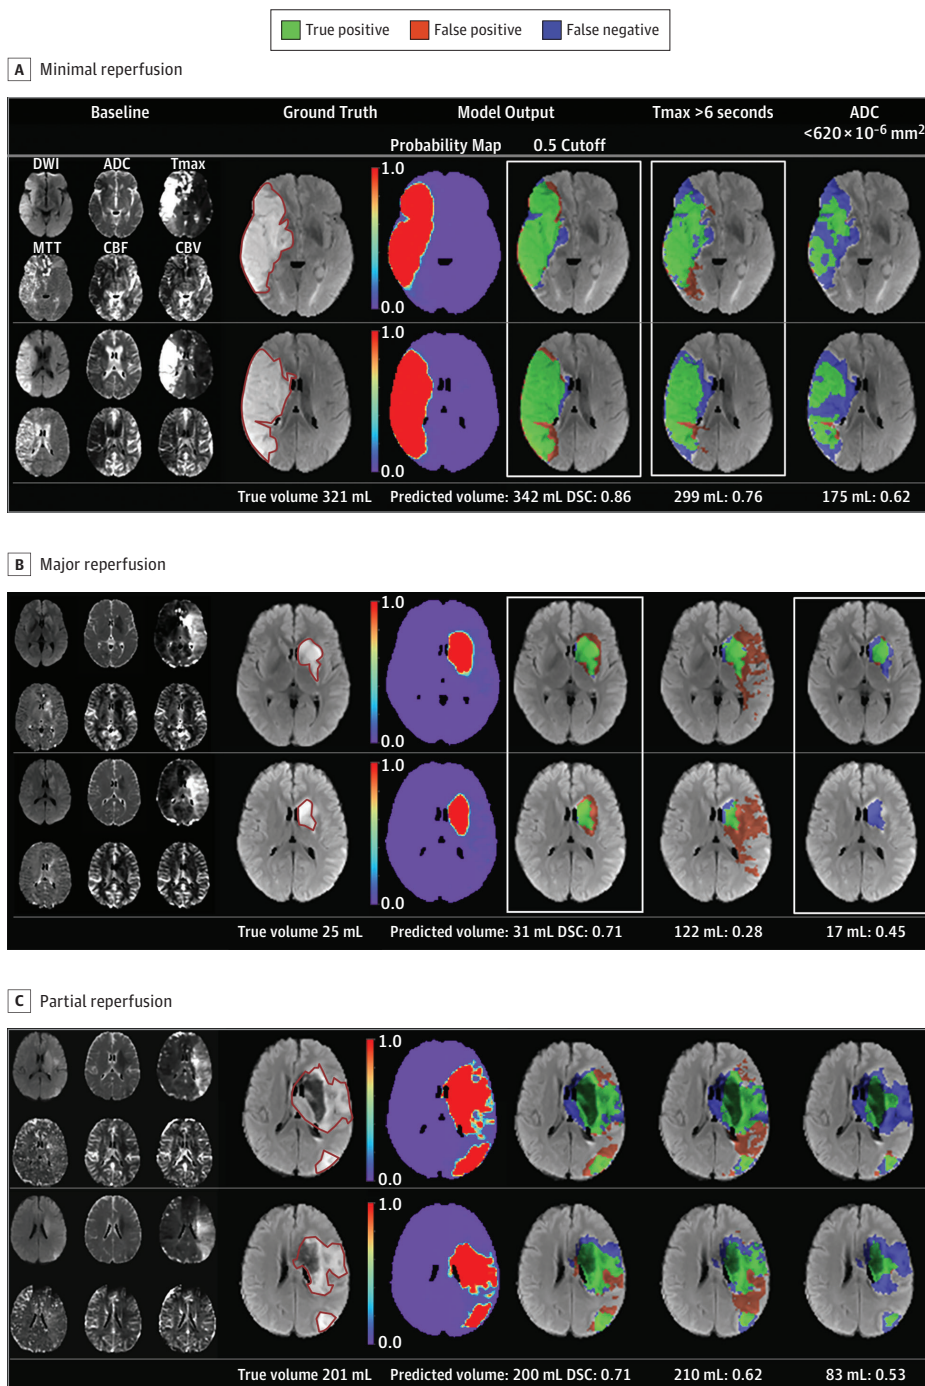 True positive False positive False negative
A Minimal reperfusion
Baseline Ground Truth Model Output Tmax >6 seconds ADC
<620 × 10⁻⁶ mm²
Probability Map 0.5 Cutoff
DWI ADC Tmax 1.0
MTT CBF CBV
0.0
1.0
0.0
True volume 321 mL Predicted volume: 342 mL DSC: 0.86 299 mL: 0.76 175 mL: 0.62
B Major reperfusion
1.0
0.0
1.0
0.0
True volume 25 mL Predicted volume: 31 mL DSC: 0.71 122 mL: 0.28 17 mL: 0.45
C Partial reperfusion
1.0
0.0
1.0
0.0
True volume 201 mL Predicted volume: 200 mL DSC: 0.71 210 mL: 0.62 83 mL: 0.53